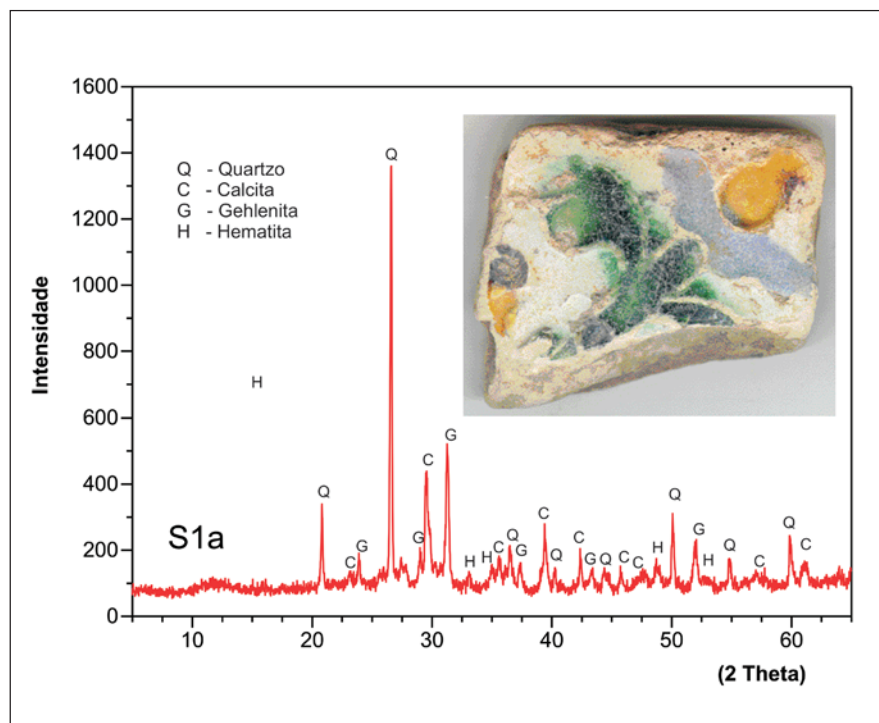 1600
1400
1200
1000
800
600
400
200
0
Intensidade
Q - Quartzo
C - Calcita
G - Gehlenita
H - Hematita
H
S1a
Q
C
G
Q
G
C
G
H
H
C
Q
G
C
Q
C
G
Q
C
C
H
Q
G
H
Q
C
Q
C
10 20 30 40 50 60
(2 Theta)